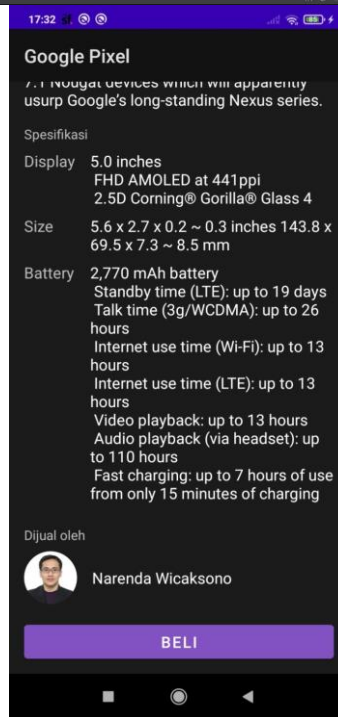 17:32
85
Google Pixel
7.1 Nougat devices which will apparently
usurp Google's long-standing Nexus series.
Spesifikasi
Display 5.0 inches
FHD AMOLED at 441ppi
2.5D Corning® Gorilla® Glass 4
Size 5.6 x 2.7 x 0.2 ~ 0.3 inches 143.8 x
69.5 x 7.3 ~ 8.5 mm
Battery 2,770 mAh battery
Standby time (LTE): up to 19 days
Talk time (3g/WCDMA): up to 26
hours
Internet use time (Wi-Fi): up to 13
hours
Internet use time (LTE): up to 13
hours
Video playback: up to 13 hours
Audio playback (via headset): up
to 110 hours
Fast charging: up to 7 hours of use
from only 15 minutes of charging
Dijual oleh
Narenda Wicaksono
BELI